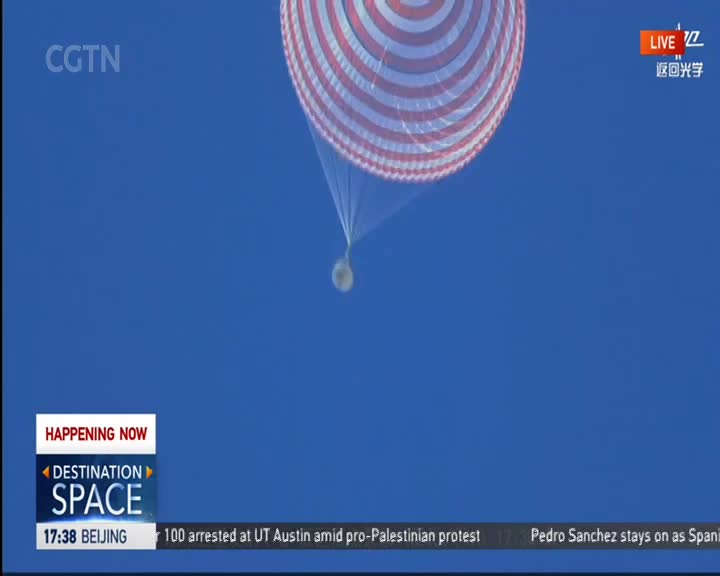 CGTN
LIVE
返回光学
HAPPENING NOW
DESTINATION
SPACE
17:38 BEIJING
r 100 arrested at UT Austin amid pro-Palestinian protest Pedro Sanchez stays on as Spani